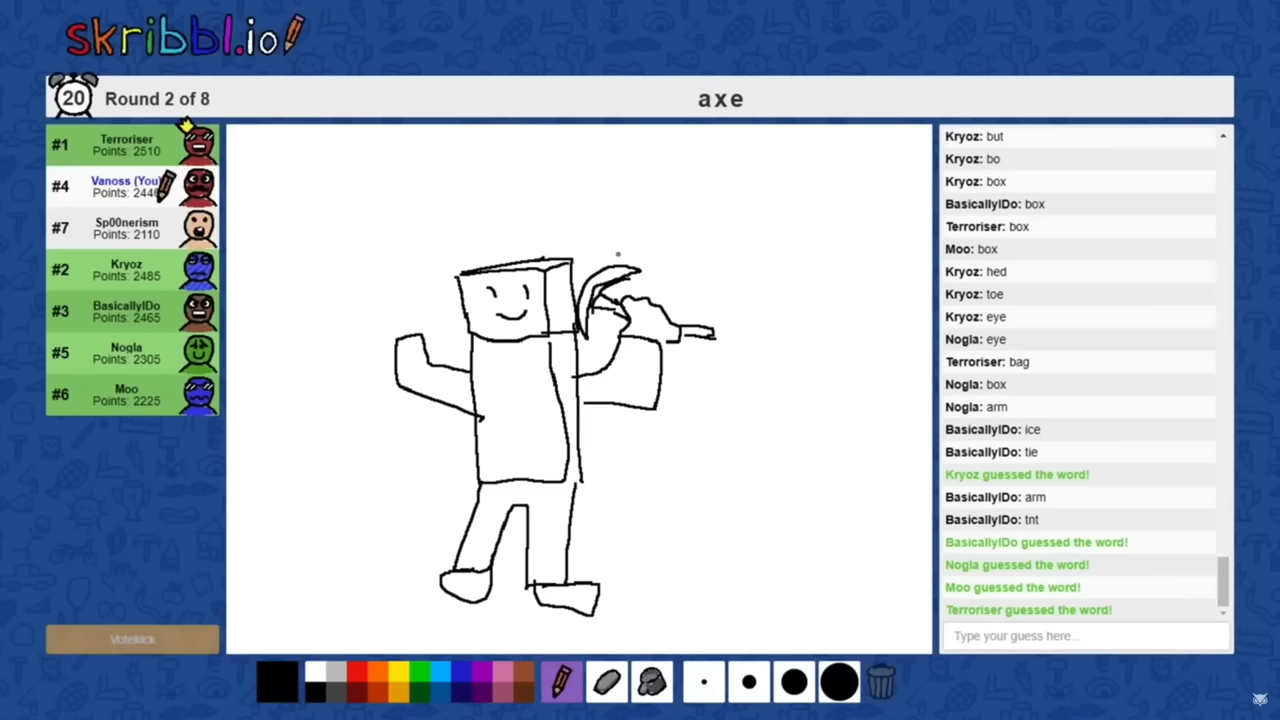 skribbl.io
20
Round 2 of 8
axe
#1
Terroriser
Points: 2510
#4
Vanoss (You)
Points:
#7
Sp00nerism
Points: 2110
#2
Kryoz
Points: 2485
#3
BasicallyIDo
Points: 2465
#5
Nogla
Points: 2305
#6
Moo
Points: 2225
Votekick
Kryoz: but
Kryoz: bo
Kryoz: box
BasicallyIDo: box
Terroriser: box
Moo: box
Kryoz: hed
Kryoz: toe
Kryoz: eye
Nogla: eye
Terroriser: bag
Nogla: box
Nogla: arm
BasicallyIDo: ice
BasicallyIDo: tie
Kryoz guessed the word!
BasicallyIDo: arm
BasicallyIDo: tnt
BasicallyIDo guessed the word!
Nogla guessed the word!
Moo guessed the word!
Terroriser guessed the word!
Type your guess here...